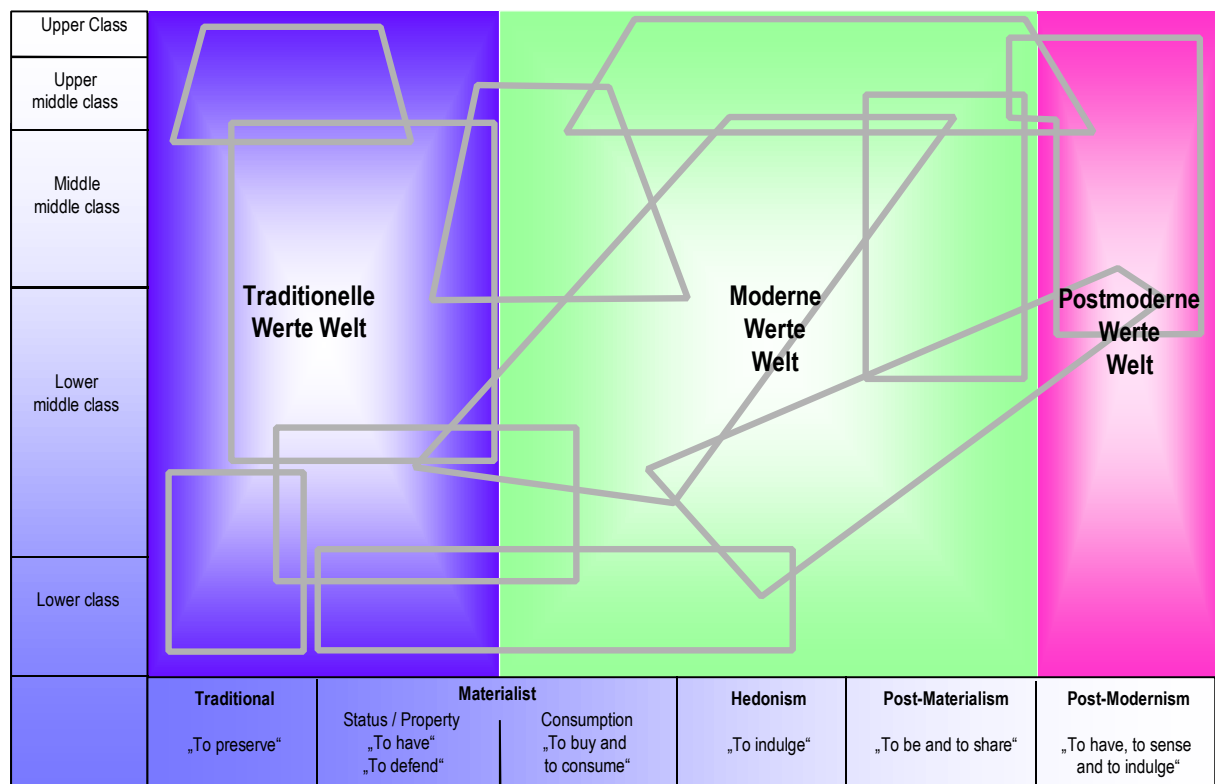 Upper Class
Upper
middle class
Middle
middle class
Lower
middle class
Lower class
Traditionelle
Werte Welt
Moderne
Werte
Welt
Postmoderne
Werte
Welt
Traditional
„To preserve“
Materialist
Status / Property
„To have“
„To defend“
Consumption
„To buy and
to consume“
Hedonism
„To indulge“
Post-Materialism
„To be and to share“
Post-Modernism
„To have, to sense
and to indulge“